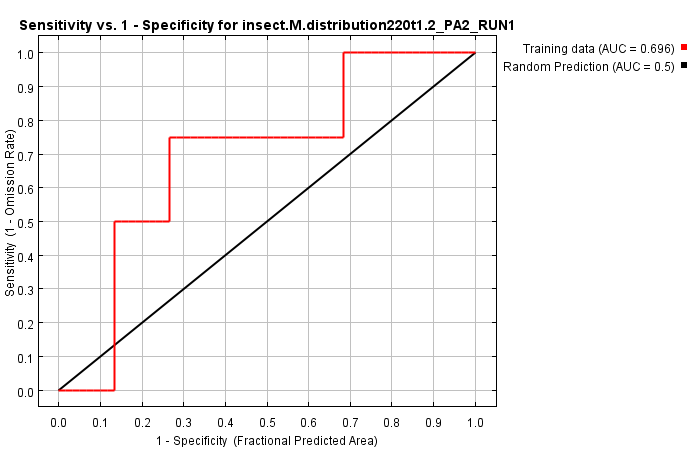 Sensitivity vs. 1 - Specificity for insect.M.distribution220t1.2_PA2_RUN1
Training data (AUC = 0.696)
Random Prediction (AUC = 0.5)
Sensitivity (1 - Omission Rate)
1.0
0.9
0.8
0.7
0.6
0.5
0.4
0.3
0.2
0.1
0.0
0.0 0.1 0.2 0.3 0.4 0.5 0.6 0.7 0.8 0.9 1.0
1 - Specificity (Fractional Predicted Area)